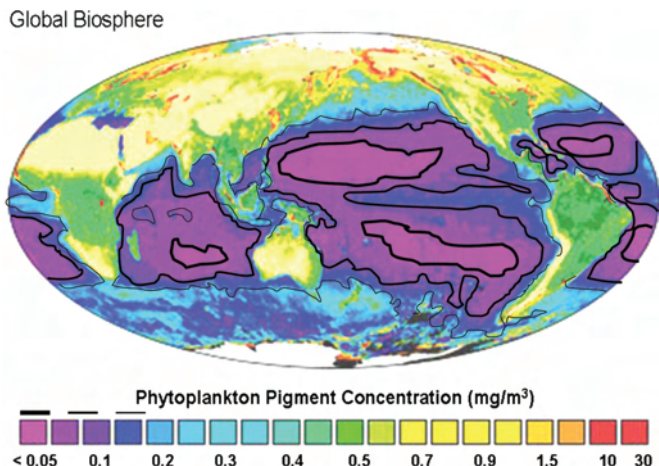 Global Biosphere
Phytoplankton Pigment Concentration (mg/m³)
< 0.05 0.1 0.2 0.3 0.4 0.5 0.7 0.9 1.5 10 30